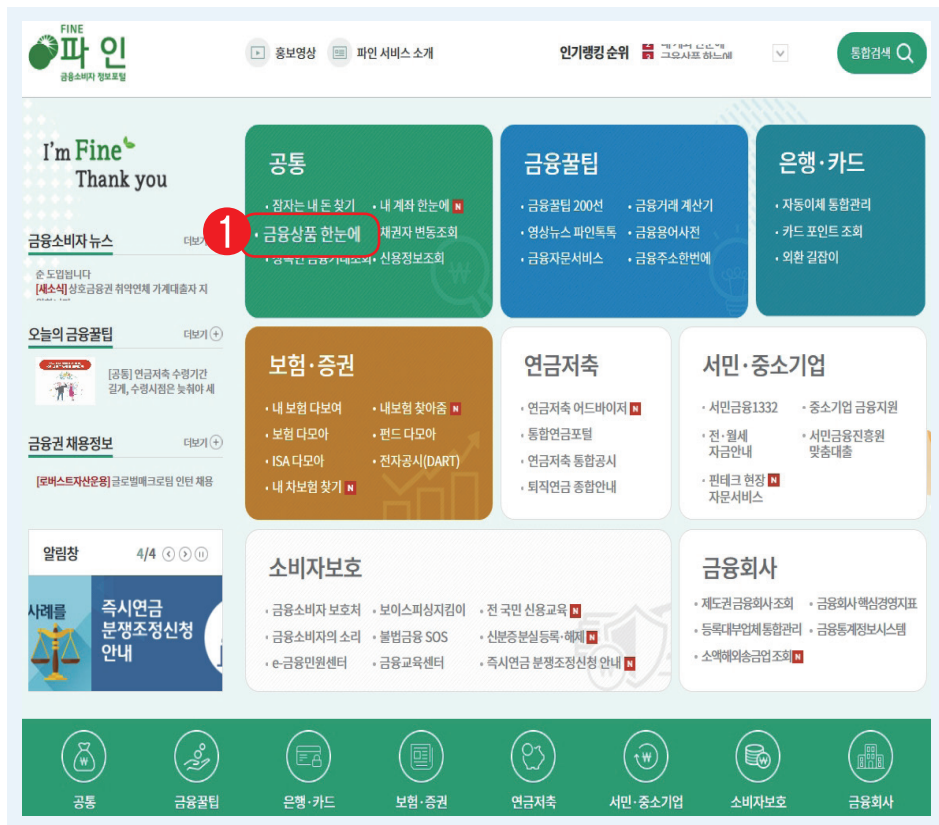 FINE
파인
금융소비자 정보포털
홍보영상 파인 서비스 소개
인기랭킹 순위
통합검색
I'm Fine
Thank you
금융소비자 뉴스
순 도입됩니다
[새소식] 상호금융권 취약연체 가계대출자 지
오늘의 금융꿀팁 더보기
[공통] 연금저축 수령기간
길게, 수령시점은 늦춰야 세
금융권 채용정보 더보기
[로버스트자산운용] 글로벌매크로팀 인턴 채용
알림창 4/4
사례를
즉시연금
분쟁조정신청
안내
공통
· 잠자는 내 돈 찾기 · 내 계좌 한눈에 N
1 · 금융상품 한눈에 채권자 변동조회
· 신용정보조회
금융꿀팁
· 금융꿀팁 200선 · 금융거래 계산기
· 영상뉴스 파인톡톡 · 금융용어사전
· 금융자문서비스 · 금융주소한번에
은행·카드
· 자동이체 통합관리
· 카드 포인트 조회
· 외환 길잡이
보험·증권
· 내 보험 다보여 · 내보험 찾아줌 N
· 보험 다모아 · 펀드 다모아
· ISA 다모아 · 전자공시(DART)
· 내 차보험 찾기 N
연금저축
· 연금저축 어드바이저 N
· 통합연금포털
· 연금저축 통합공시
· 퇴직연금 종합안내
서민·중소기업
· 서민금융1332 · 중소기업 금융지원
· 전·월세 · 서민금융진흥원
자금안내 맞춤대출
· 핀테크 현장 N
자문서비스
소비자보호
· 금융소비자 보호처 · 보이스피싱지킴이 · 전 국민 신용교육 N
· 금융소비자의 소리 · 불법금융 SOS · 신분증 분실등록·해제 N
· e-금융민원센터 · 금융교육센터 · 즉시연금 분쟁조정신청 안내 N
금융회사
· 제도권 금융회사 조회 · 금융회사 핵심경영지표
· 등록대부업체 통합관리 · 금융통계정보시스템
· 소액해외송금업 조회 N
공통 금융꿀팁 은행·카드 보험·증권 연금저축 서민·중소기업 소비자보호 금융회사